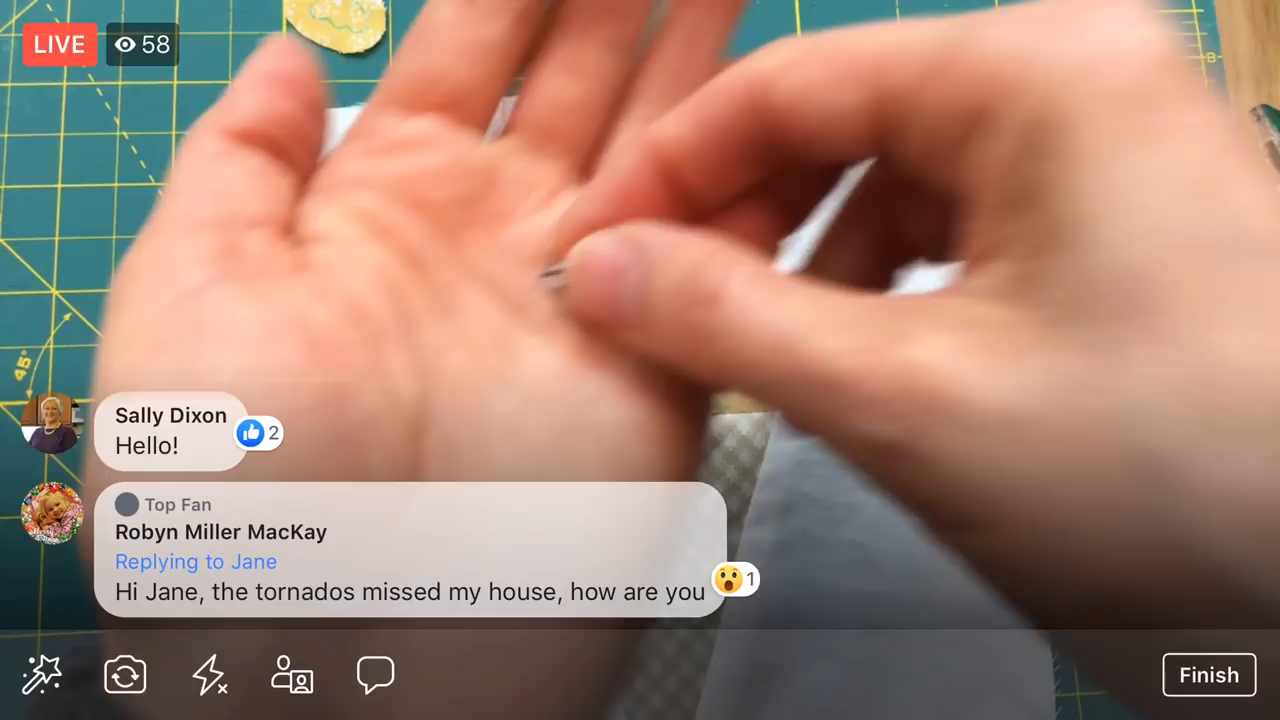 LIVE 58
8
45°
Sally Dixon
Hello!
2
Top Fan
Robyn Miller MacKay
Replying to Jane
Hi Jane, the tornados missed my house, how are you
1
Finish